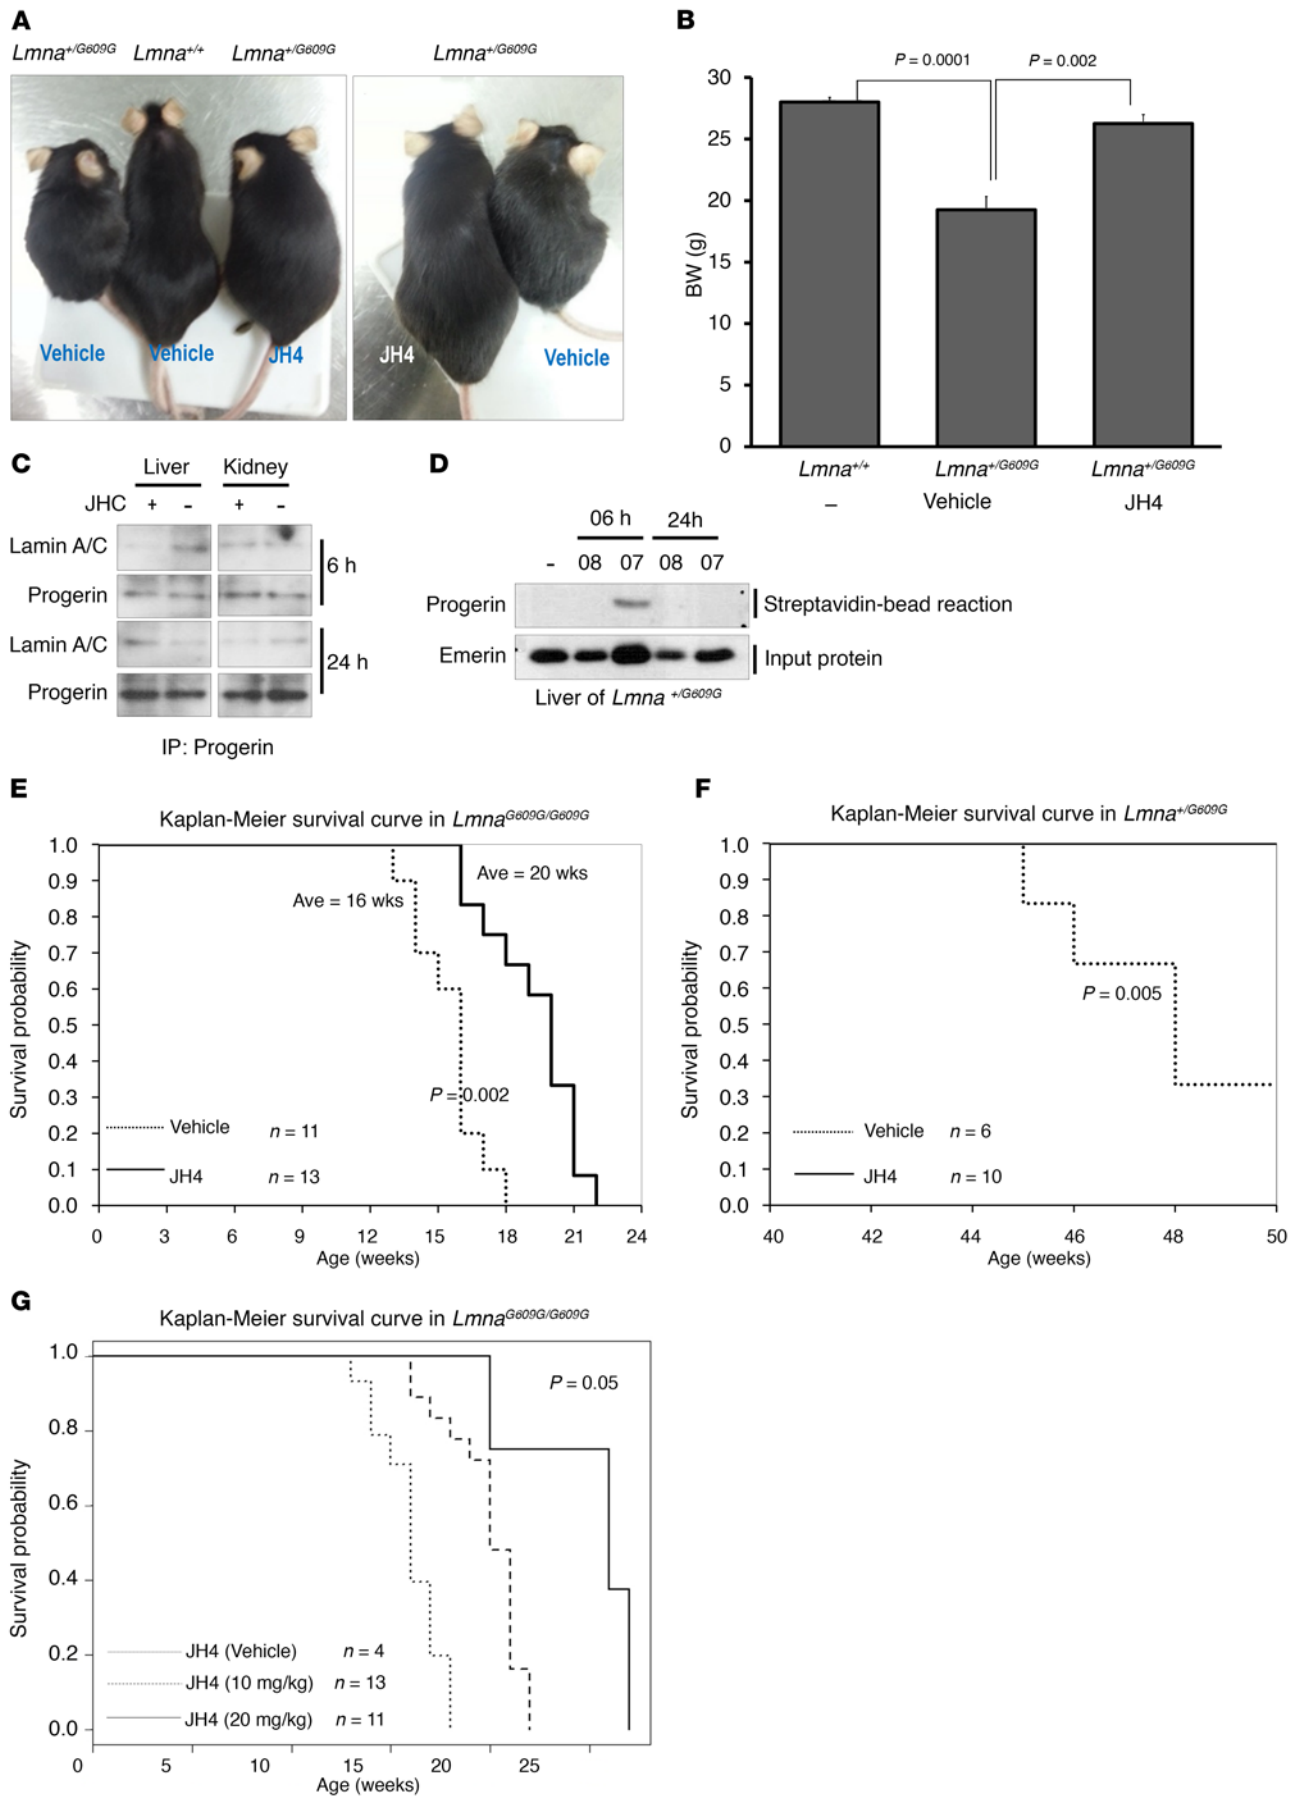 A
Lmna+/G609G Lmna+/+ Lmna+/G609G Lmna+/G609G
Vehicle Vehicle JH4 JH4 Vehicle
B
P = 0.0001 P = 0.002
30
25
20
15
10
5
0
BW (g)
Lmna+/+ Lmna+/G609G Lmna+/G609G
– Vehicle JH4
C
Liver Kidney
JHC + - + -
Lamin A/C
Progerin
6 h
Lamin A/C
Progerin
24 h
IP: Progerin
D
06 h 24h
- 08 07 08 07
Progerin Streptavidin-bead reaction
Emerin Input protein
Liver of Lmna +/G609G
E
Kaplan-Meier survival curve in LmnaG609G/G609G
1.0
0.9
0.8
0.7
0.6
0.5
0.4
0.3
0.2
0.1
0.0
Survival probability
Ave = 20 wks
Ave = 16 wks
P = 0.002
Vehicle n = 11
JH4 n = 13
0 3 6 9 12 15 18 21 24
Age (weeks)
F
Kaplan-Meier survival curve in Lmna+/G609G
1.0
0.9
0.8
0.7
0.6
0.5
0.4
0.3
0.2
0.1
0.0
Survival probability
P = 0.005
Vehicle n = 6
JH4 n = 10
40 42 44 46 48 50
Age (weeks)
G
Kaplan-Meier survival curve in LmnaG609G/G609G
1.0
0.8
0.6
0.4
0.2
0.0
Survival probability
P = 0.05
JH4 (Vehicle) n = 4
JH4 (10 mg/kg) n = 13
JH4 (20 mg/kg) n = 11
0 5 10 15 20 25
Age (weeks)